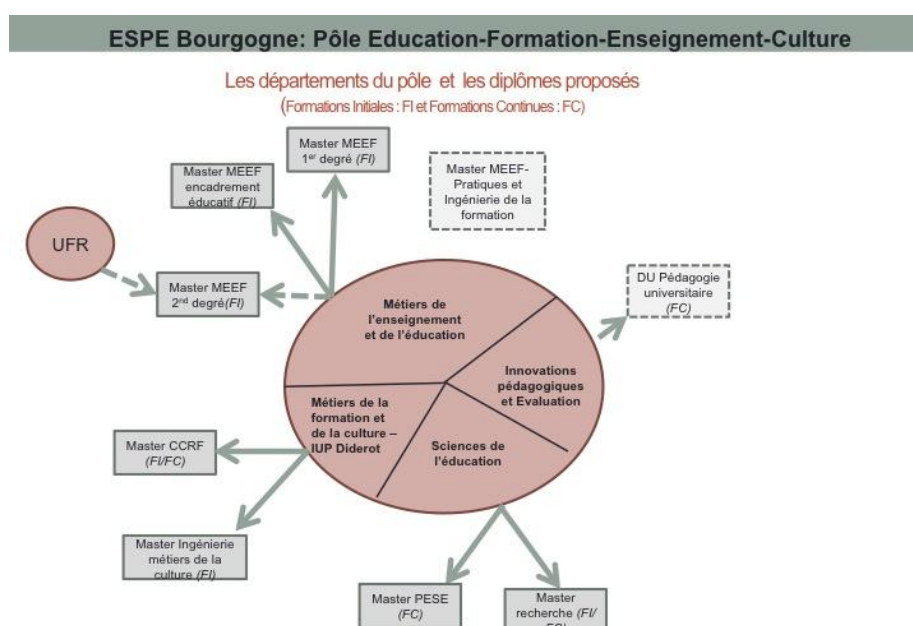 ESPE Bourgogne: Pôle Education-Formation-Enseignement-Culture
Les départements du pôle et les diplômes proposés
(Formations Initiales : FI et Formations Continues : FC)
Master MEEF
1er degré (FI)
Master MEEF
encadrement
éducatif (FI)
Master MEEF-
Pratiques et
Ingénierie de la
formation
UFR
Master MEEF
2nd degré(FI)
DU Pédagogie
universitaire
(FC)
Métiers de
l'enseignement
et de l'éducation
Innovations
pédagogiques
et Evaluation
Métiers de la
formation et
de la culture –
IUP Diderot
Sciences de
l'éducation
Master CCRF
(FI/FC)
Master Ingénierie
métiers de la
culture (FI)
Master PESE
(FC)
Master
recherche (FI/